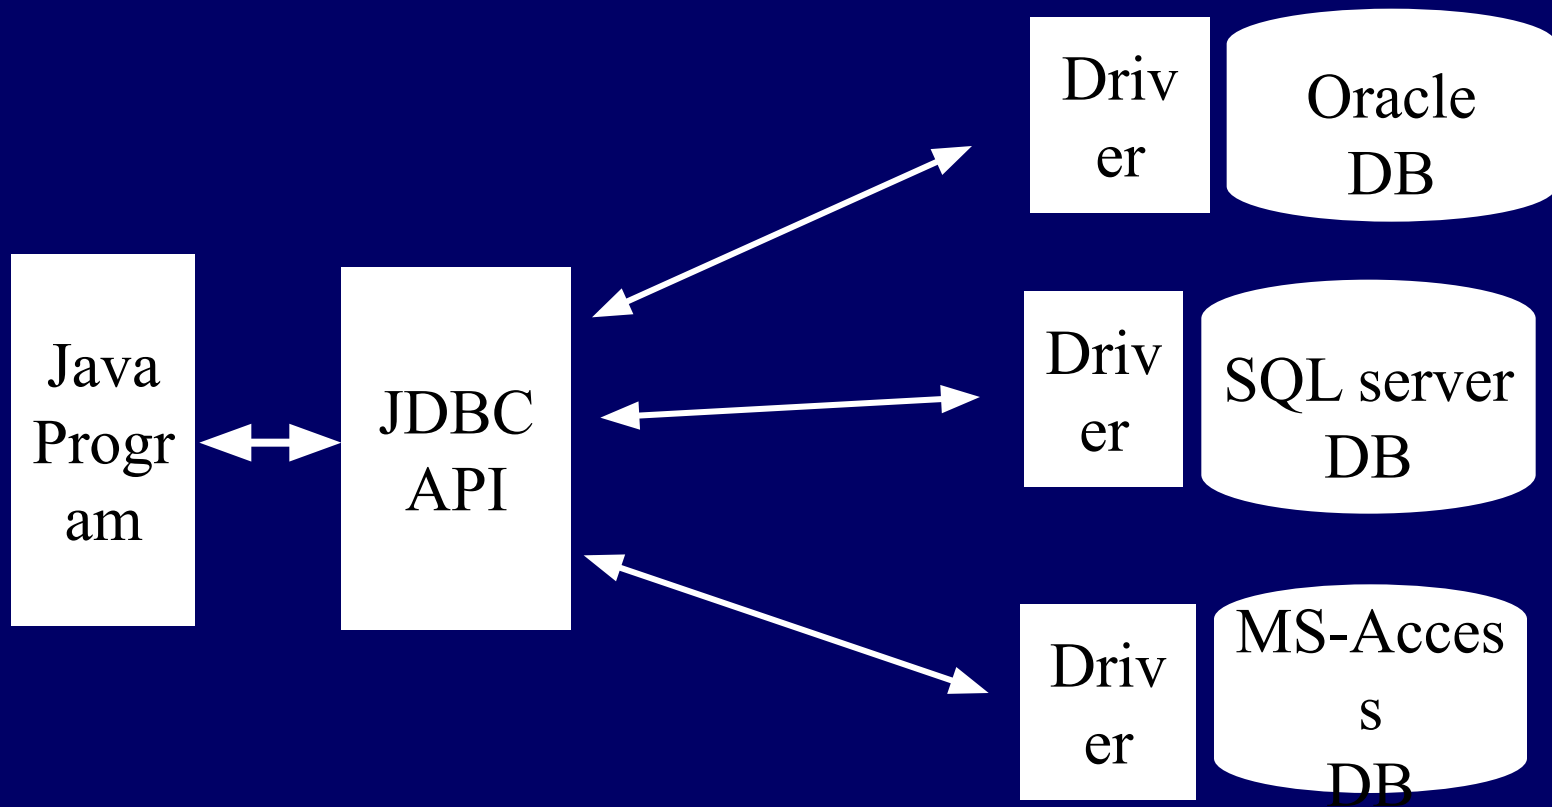 Java
Progr
am
JDBC
API
Driv
er
Oracle
DB
Driv
er
SQL server
DB
Driv
er
MS-Acces
s
DB